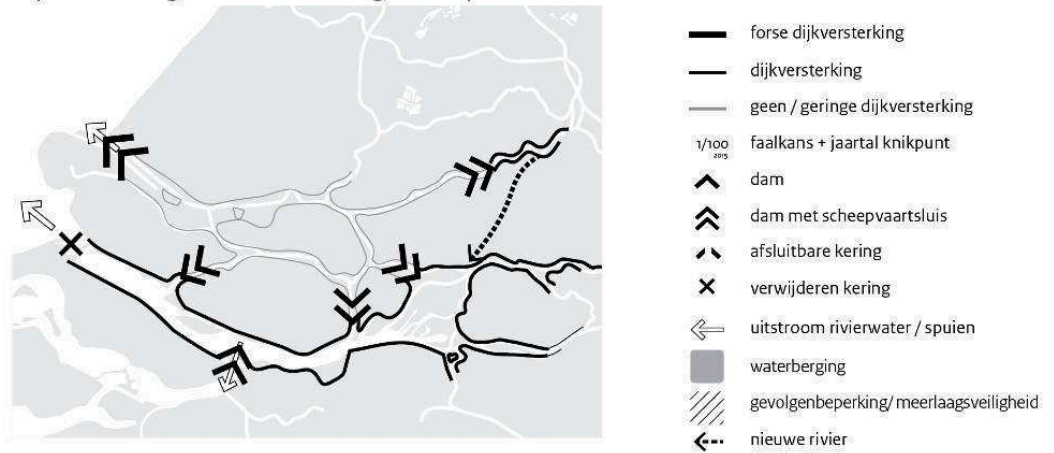 forse dijkversterking
dijkversterking
geen / geringe dijkversterking
1/100 2015 faalkans + jaartal knikpunt
dam
dam met scheepvaartsluis
afsluitbare kering
verwijderen kering
uitstroom rivierwater / spuien
waterberging
gevolgenbeperking/ meerlaagsveiligheid
nieuwe rivier